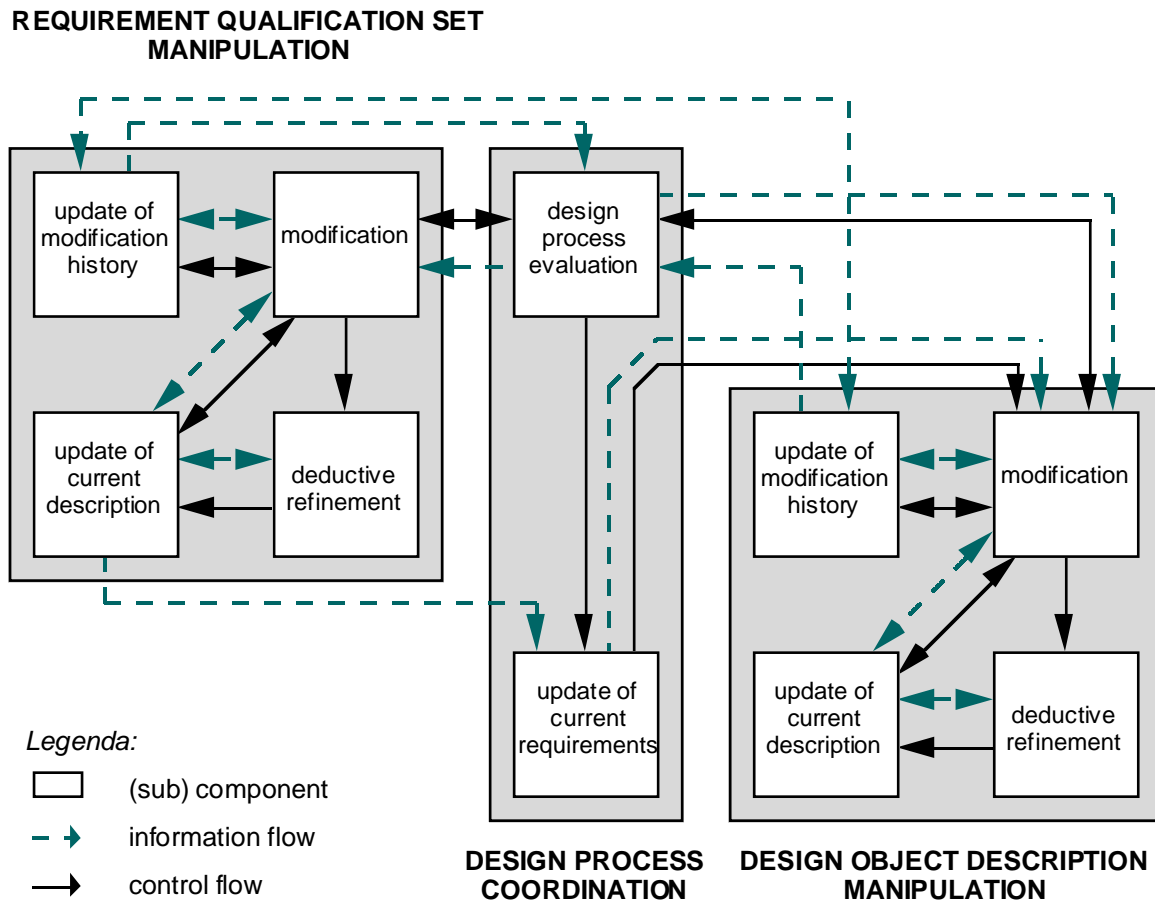 REQUIREMENT QUALIFICATION SET
MANIPULATION
update of
modification
history
modification
update of
current
description
deductive
refinement
design
process
evaluation
update of
current
requirements
update of
modification
history
modification
update of
current
description
deductive
refinement
Legenda:
(sub) component
information flow
control flow
DESIGN PROCESS
COORDINATION
DESIGN OBJECT DESCRIPTION
MANIPULATION